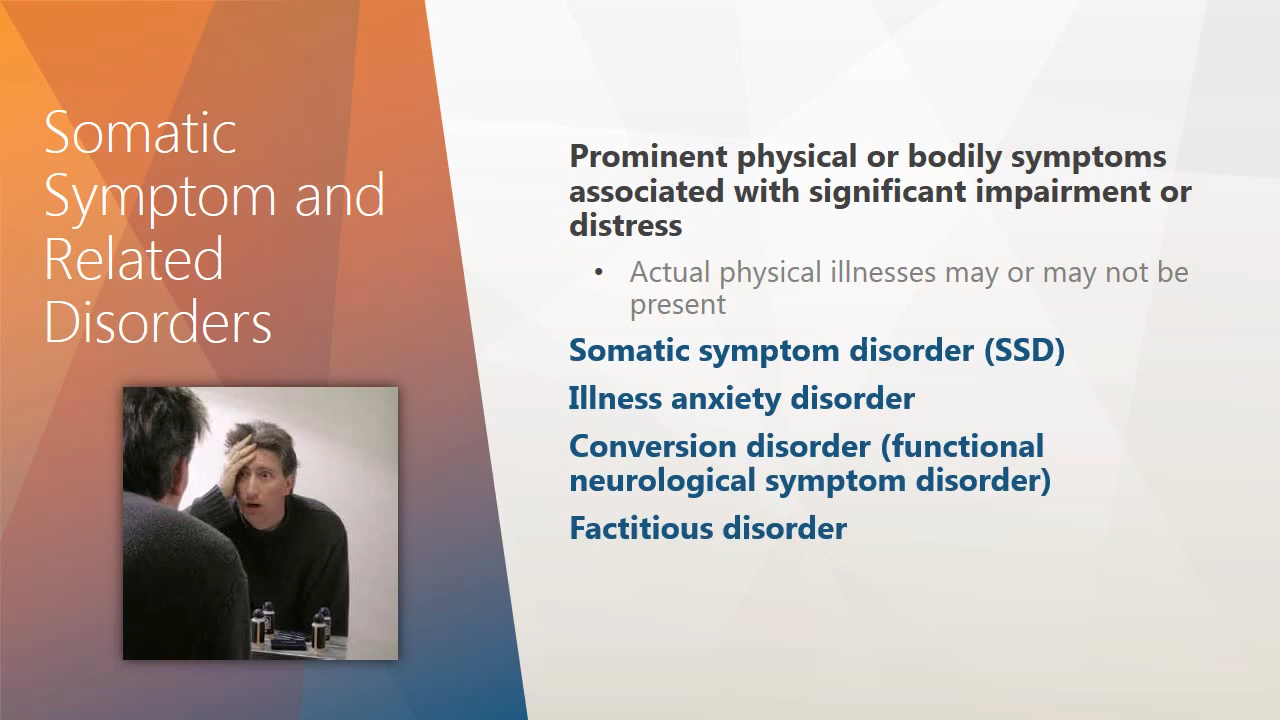 Somatic
Symptom and
Related
Disorders
Prominent physical or bodily symptoms
associated with significant impairment or
distress
• Actual physical illnesses may or may not be
present
Somatic symptom disorder (SSD)
Illness anxiety disorder
Conversion disorder (functional
neurological symptom disorder)
Factitious disorder